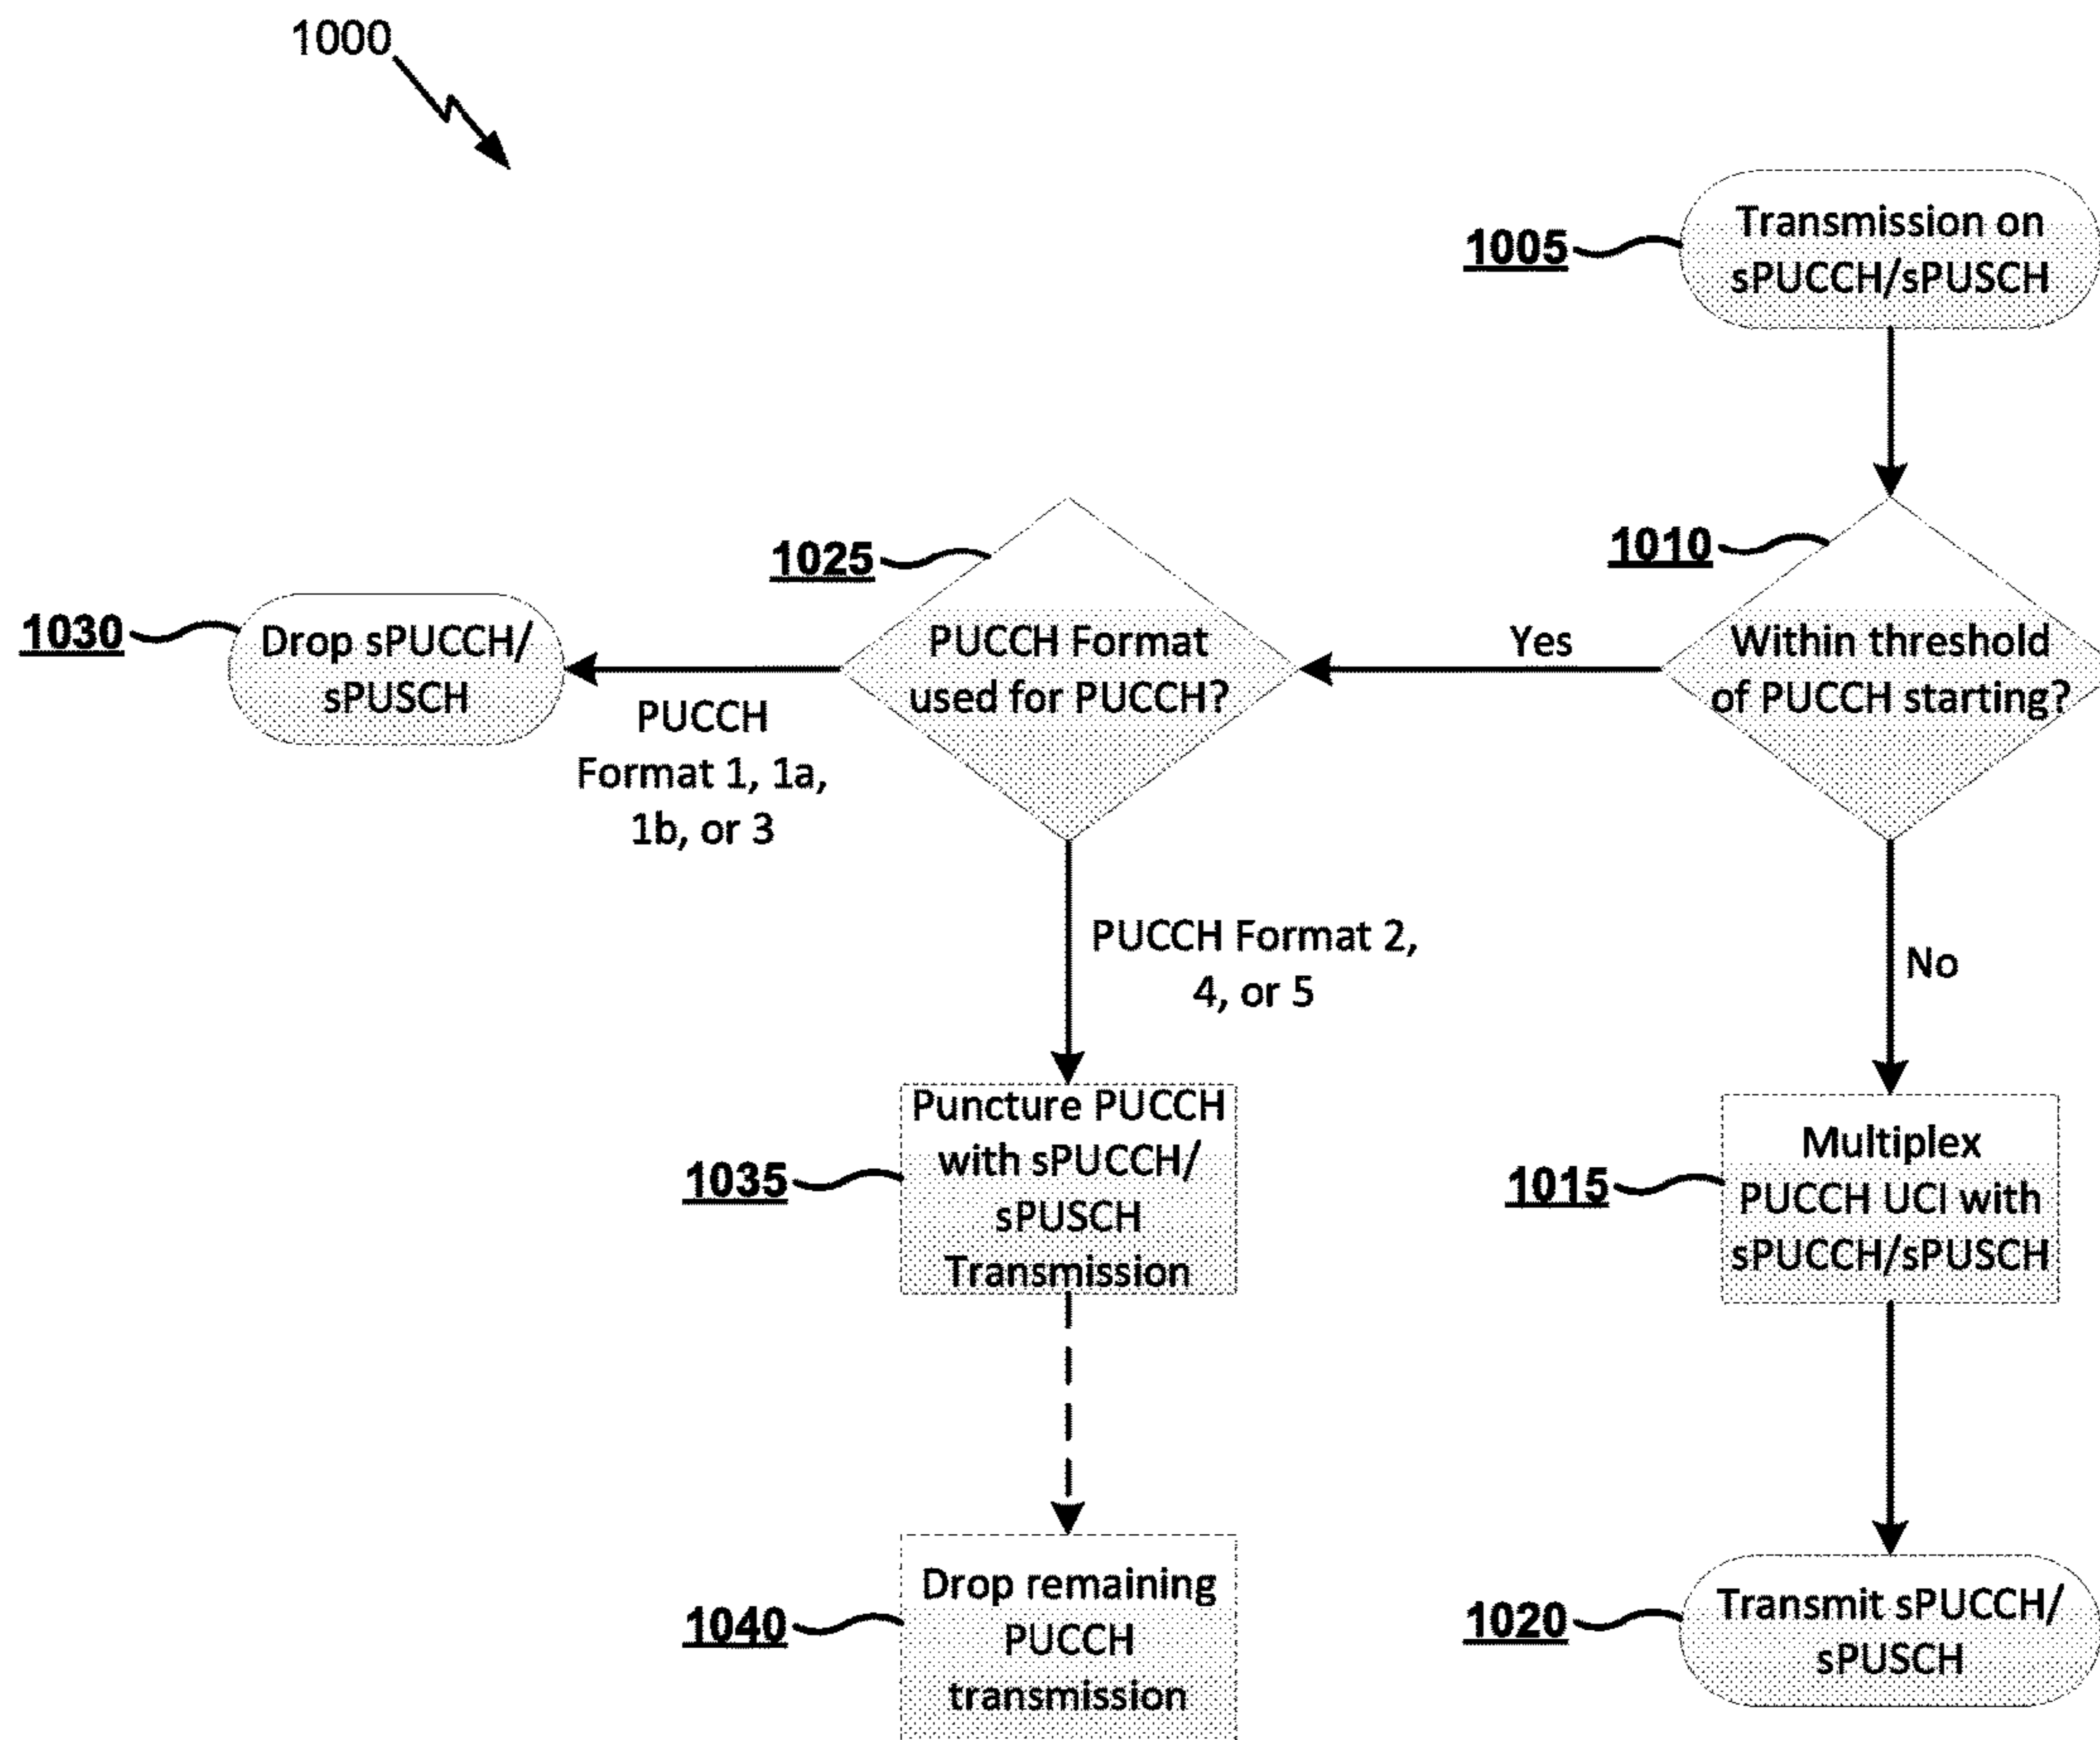 1000
1005
Transmission on
sPUCCH/sPUSCH
1010
Within threshold
of PUCCH starting?
Yes
1025
PUCCH Format
used for PUCCH?
1030
Drop sPUCCH/
sPUSCH
PUCCH
Format 1, 1a,
1b, or 3
PUCCH Format 2,
4, or 5
No
1035
Puncture PUCCH
with sPUCCH/
sPUSCH
Transmission
1015
Multiplex
PUCCH UCI with
sPUCCH/sPUSCH
1040
Drop remaining
PUCCH
transmission
1020
Transmit sPUCCH/
sPUSCH